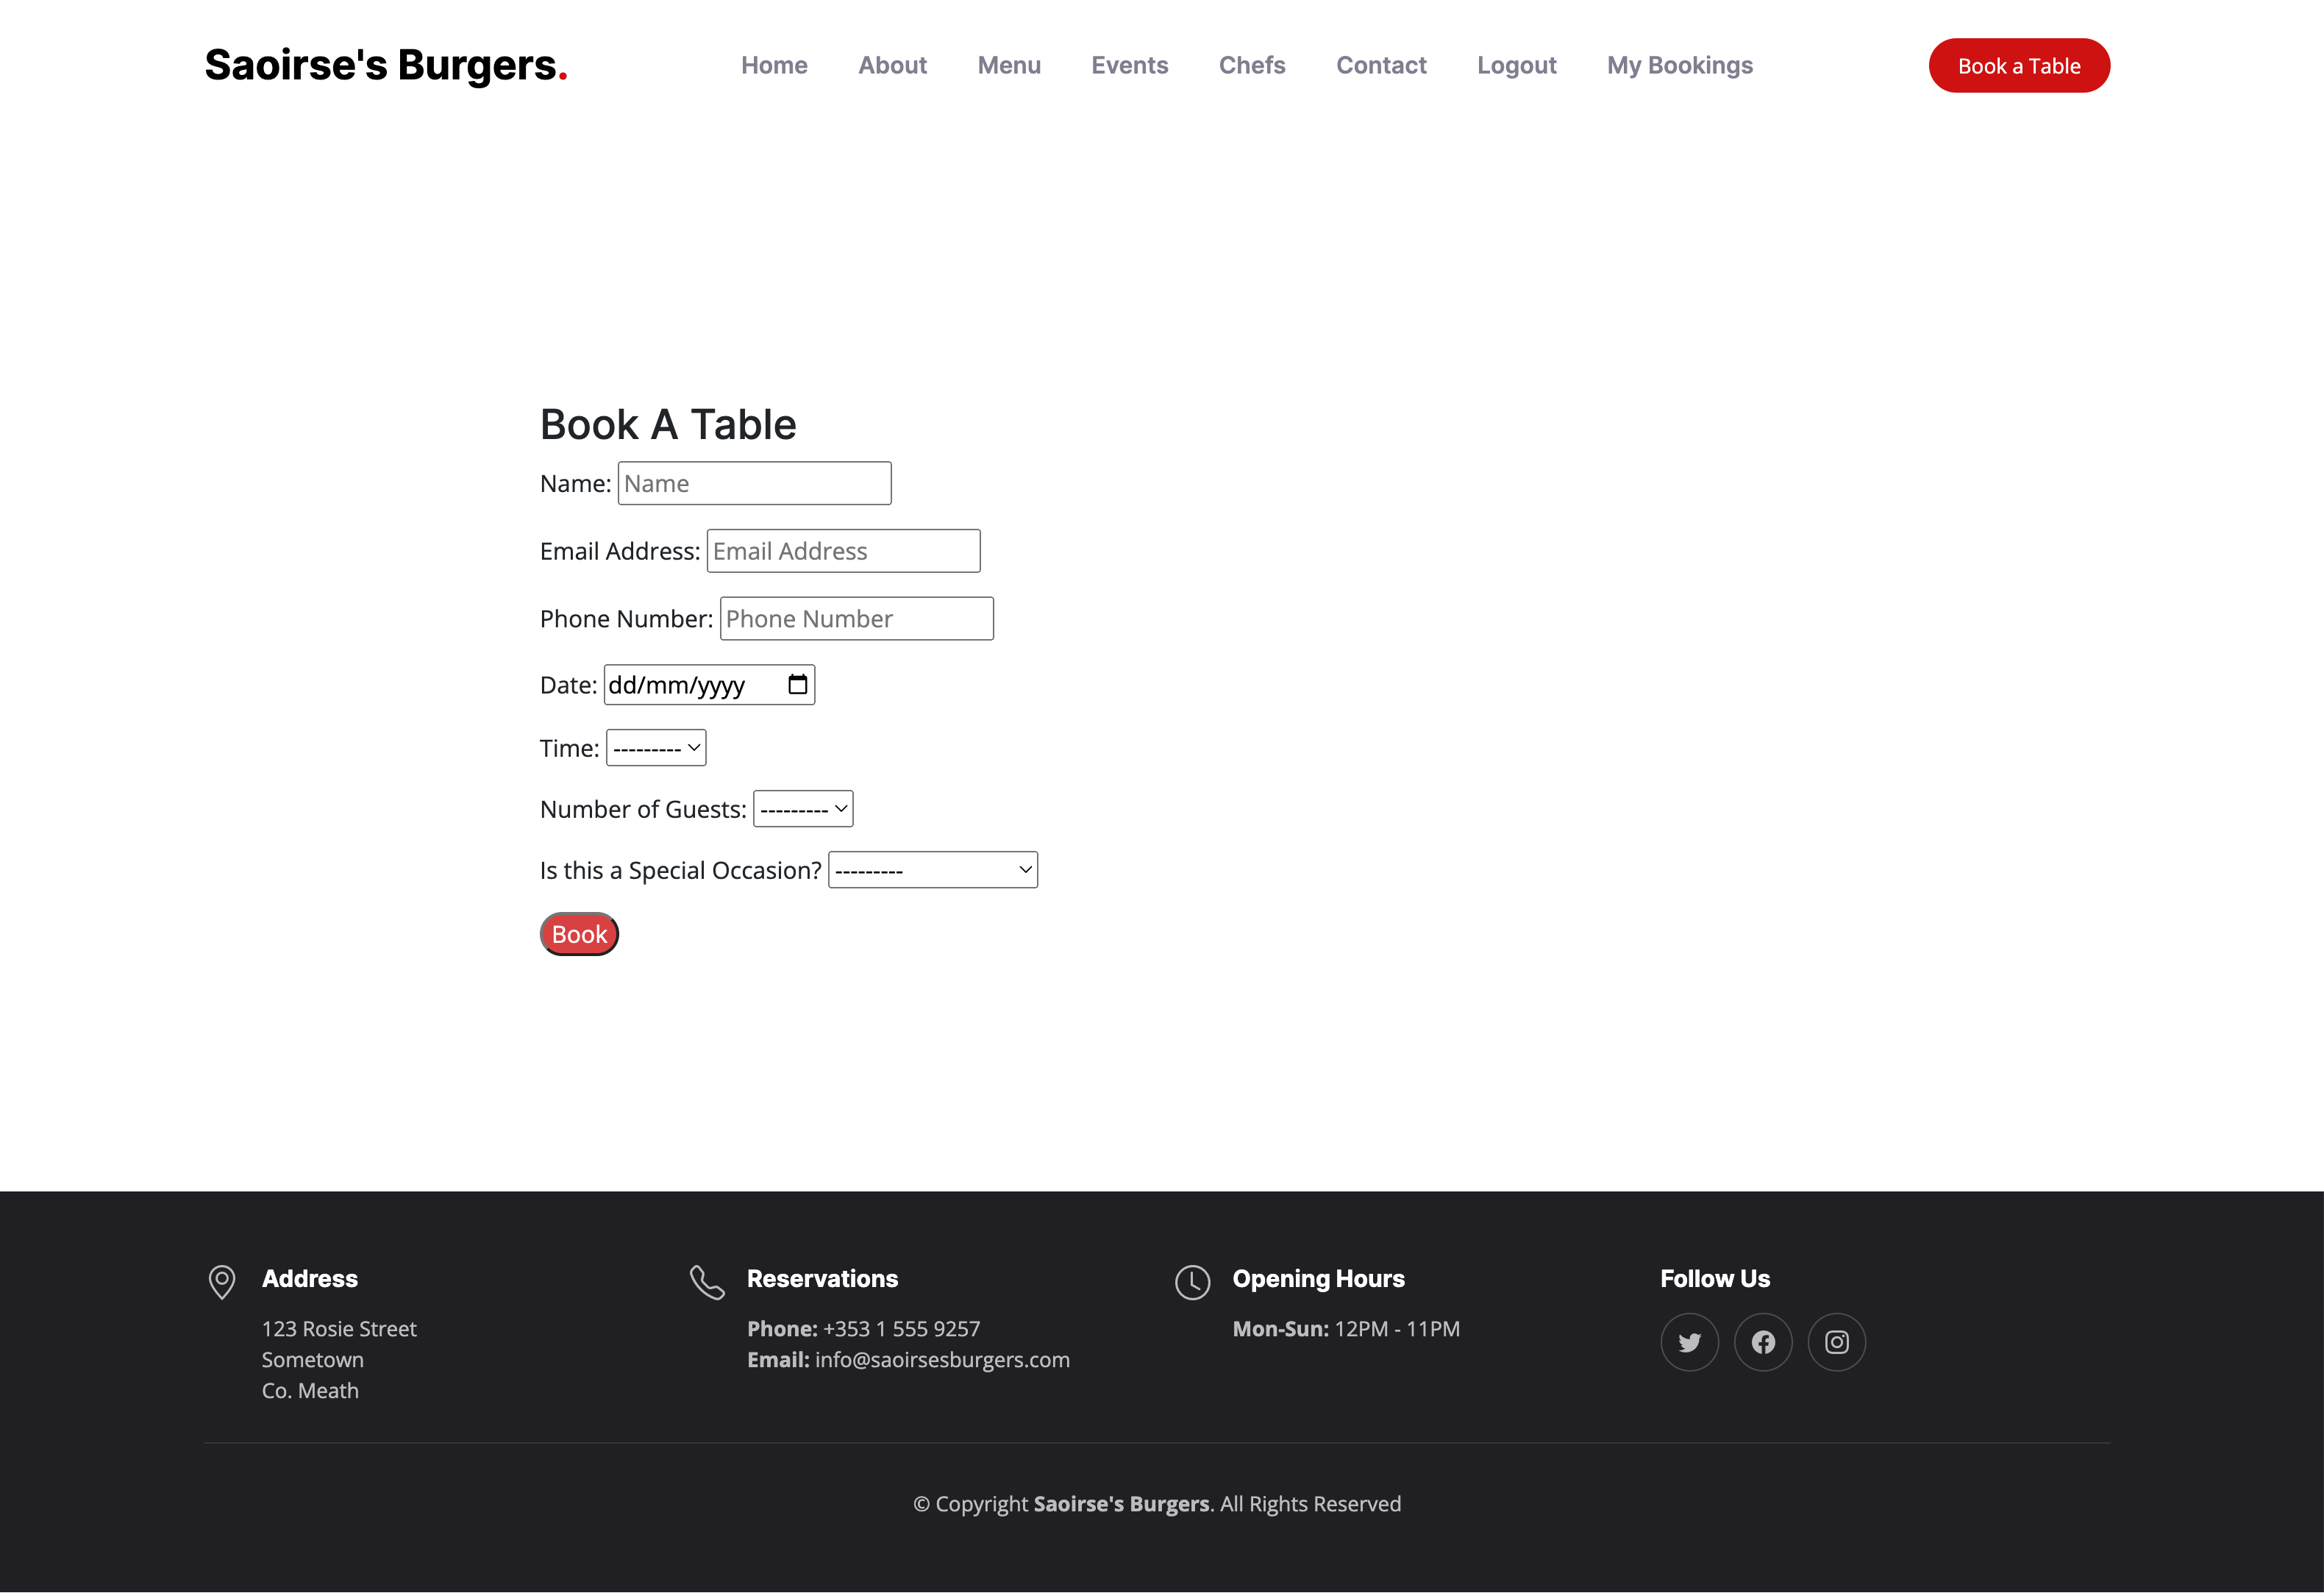 Saoirse's Burgers.
Home About Menu Events Chefs Contact Logout My Bookings
Book a Table
Book A Table
Name: Name
Email Address: Email Address
Phone Number: Phone Number
Date: dd/mm/yyyy
Time: ---------
Number of Guests: ---------
Is this a Special Occasion? ---------
Book
Address
123 Rosie Street
Sometown
Co. Meath
Reservations
Phone: +353 1 555 9257
Email: info@saoirsesburgers.com
Opening Hours
Mon-Sun: 12PM - 11PM
Follow Us
© Copyright Saoirse's Burgers. All Rights Reserved